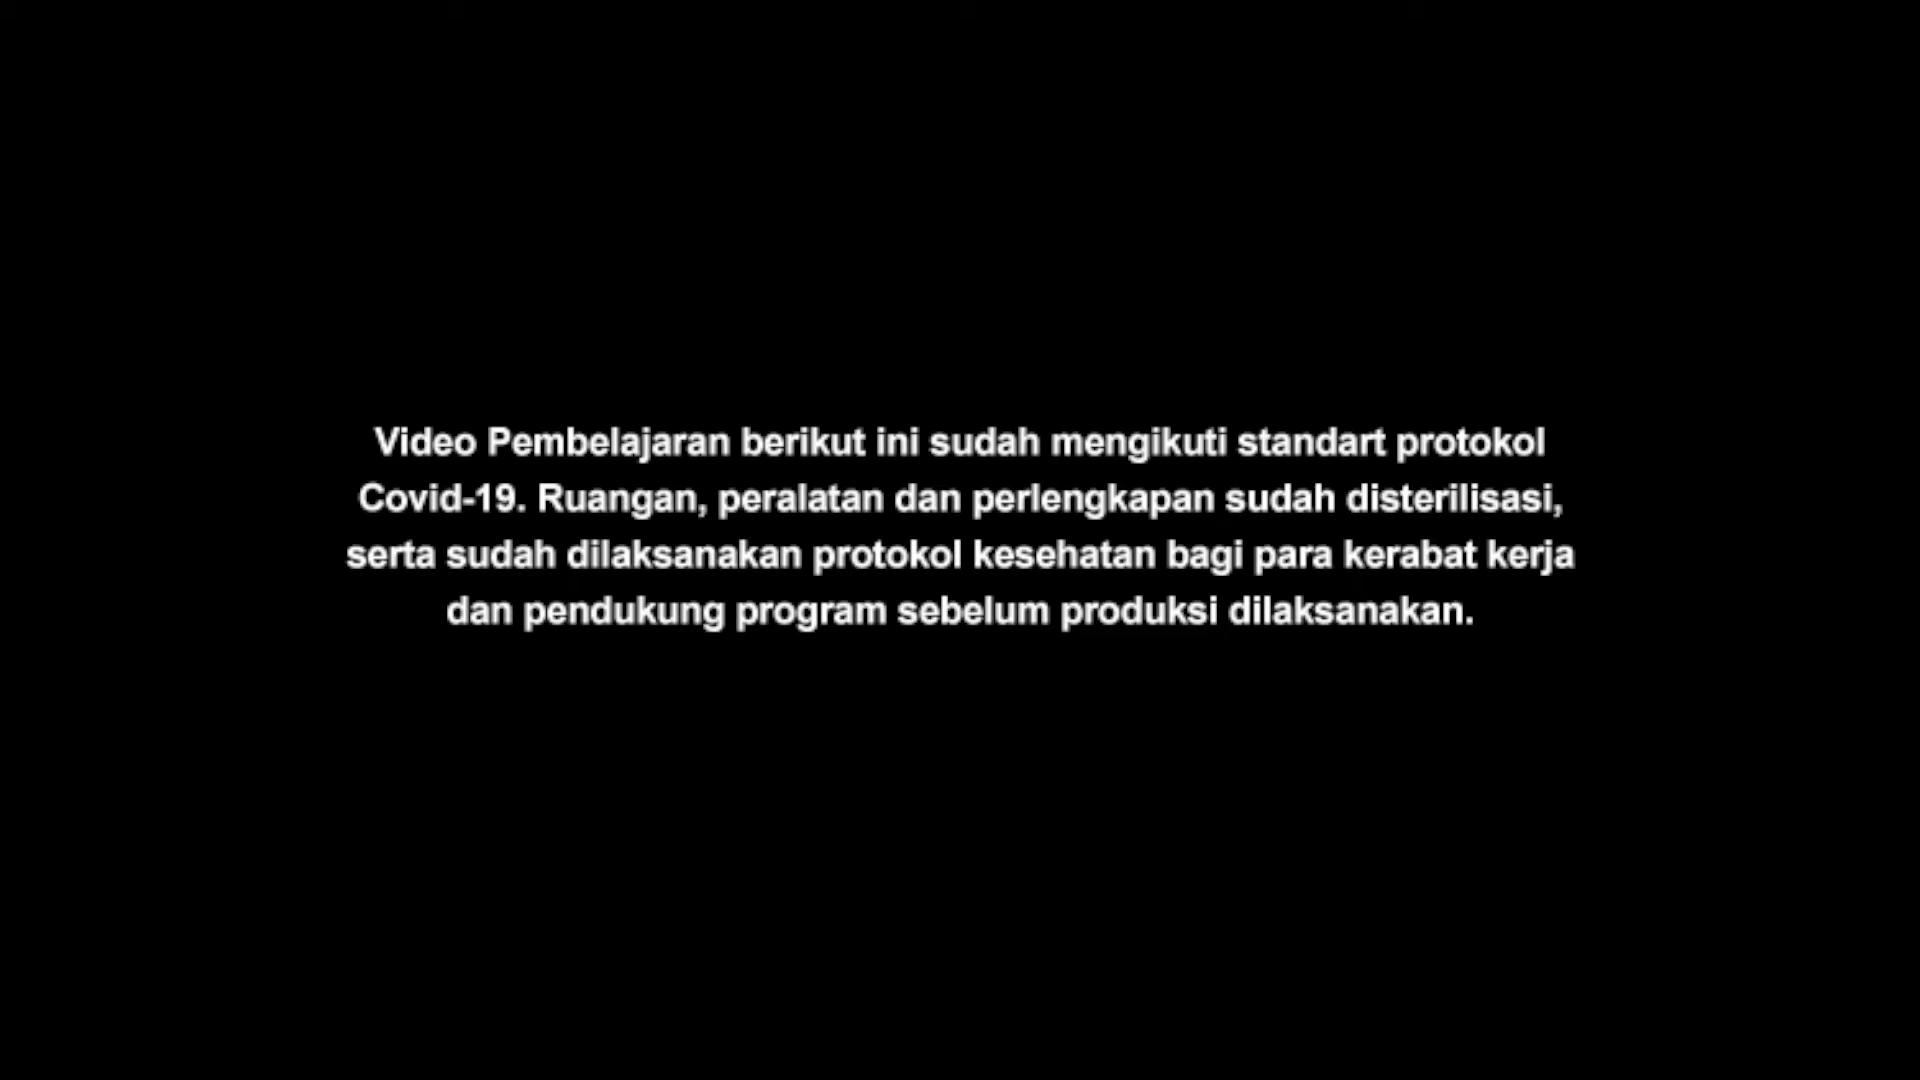 Video Pembelajaran berikut ini sudah mengikuti standart protokol
Covid-19. Ruangan, peralatan dan perlengkapan sudah disterilisasi,
serta sudah dilaksanakan protokol kesehatan bagi para kerabat kerja
dan pendukung program sebelum produksi dilaksanakan.